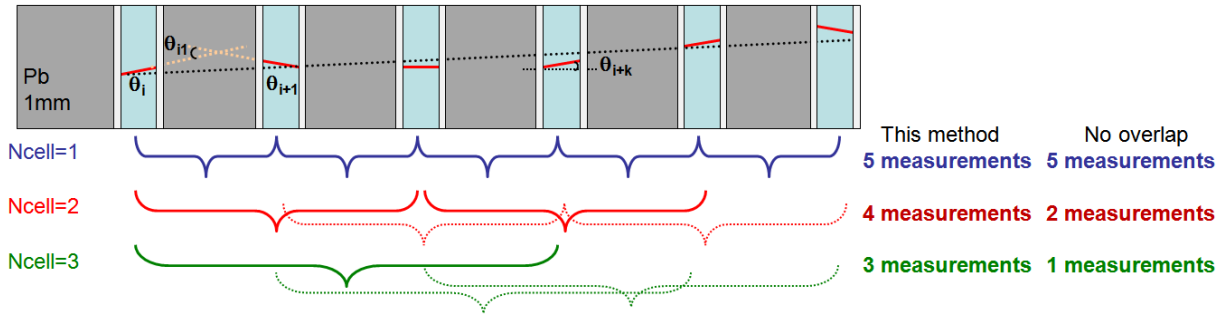 θi1
θi
θi+1
θi+k
Pb
1mm
This method
No overlap
Ncell=1
5 measurements
5 measurements
Ncell=2
4 measurements
2 measurements
Ncell=3
3 measurements
1 measurements